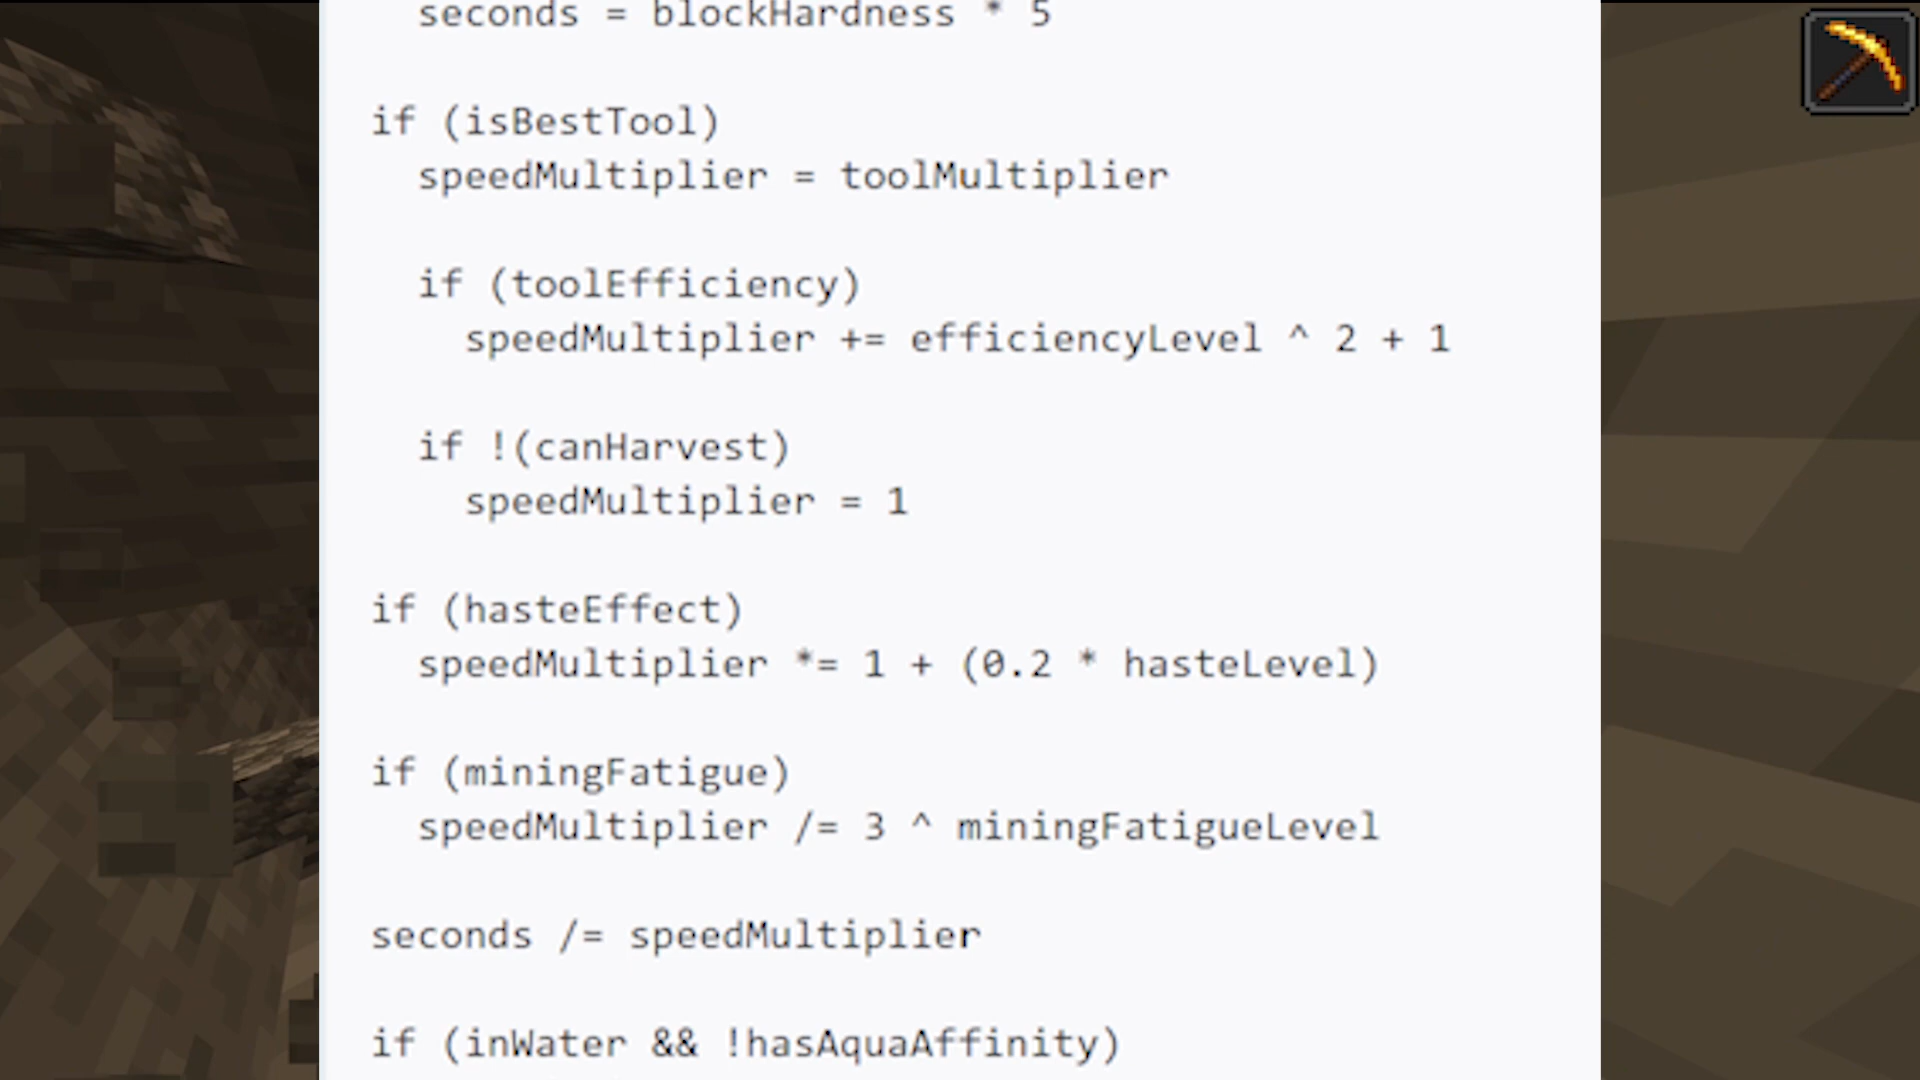 seconds = blockHardness * 5
if (isBestTool)
speedMultiplier = toolMultiplier
if (toolEfficiency)
speedMultiplier += efficiencyLevel ^ 2 + 1
if !(canHarvest)
speedMultiplier = 1
if (hasteEffect)
speedMultiplier *= 1 + (0.2 * hasteLevel)
if (miningFatigue)
speedMultiplier /= 3 ^ miningFatigueLevel
seconds /= speedMultiplier
if (inWater && !hasAquaAffinity)